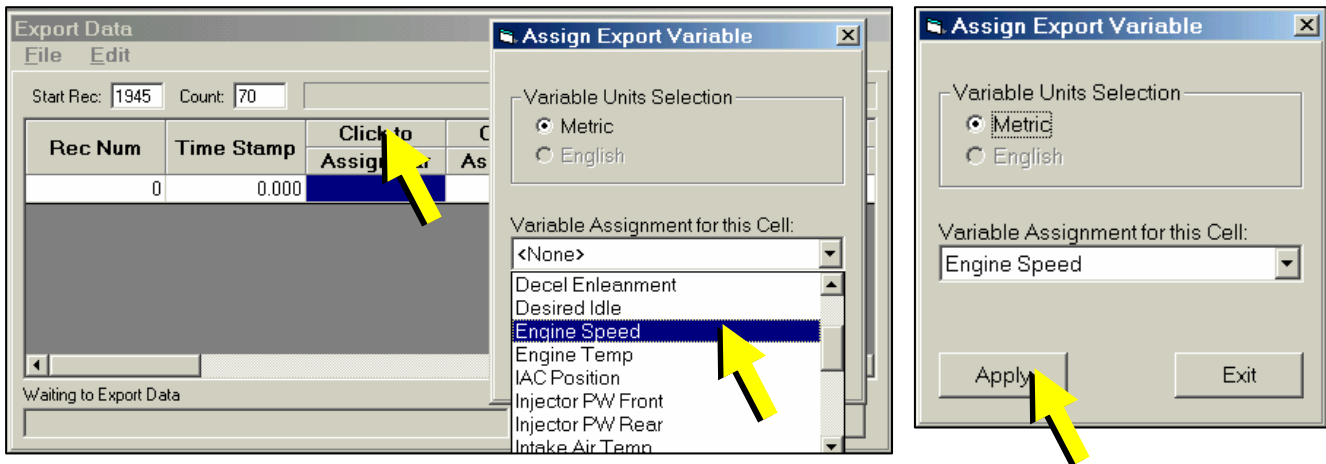 Export Data
File Edit
Start Rec: 1945 Count: 70
Rec Num Time Stamp Click to
Assign
0 0.000
Waiting to Export Data
Assign Export Variable
Variable Units Selection
Metric
English
Variable Assignment for this Cell:
<None>
Decel Enleanment
Desired Idle
Engine Speed
Engine Temp
IAC Position
Injector PW Front
Injector PW Rear
Intake Air Temp
Assign Export Variable
Variable Units Selection
Metric
English
Variable Assignment for this Cell:
Engine Speed
Apply Exit